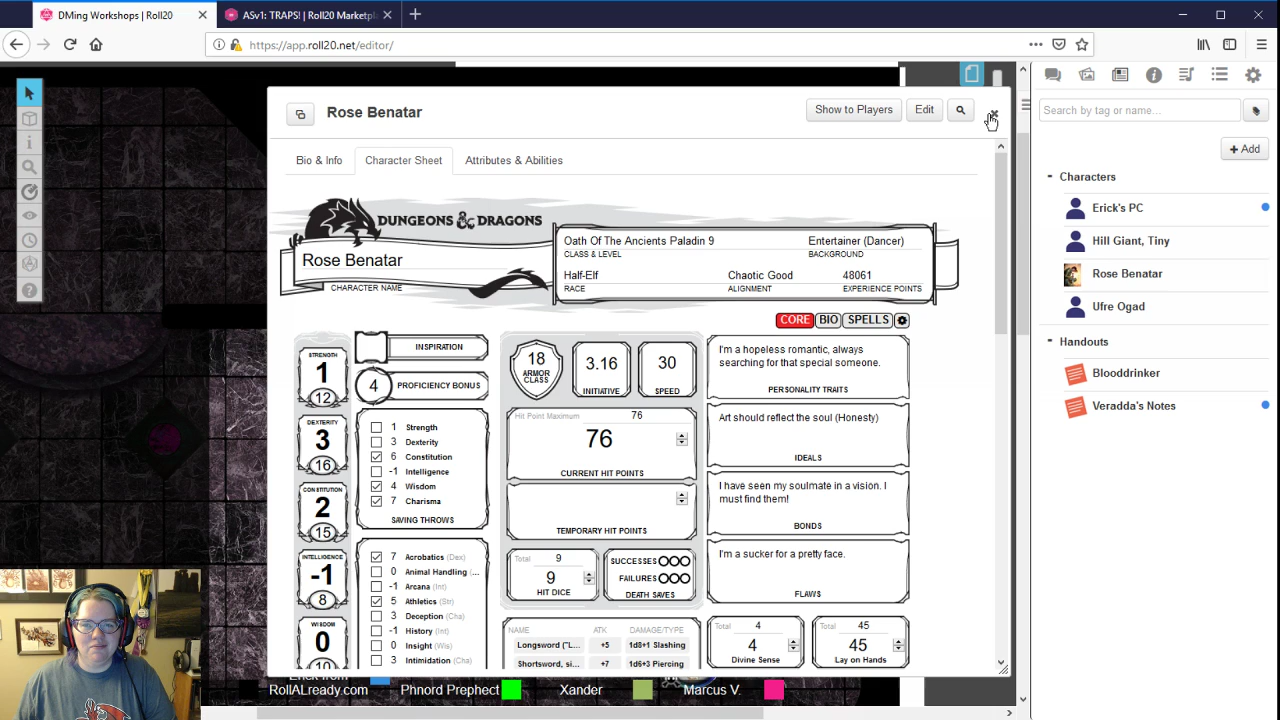 DMing Workshops | Roll20
ASv1: TRAPS! | Roll20 Marketpl
https://app.roll20.net/editor/
Rose Benatar
Show to Players
Edit
Bio & Info
Character Sheet
Attributes & Abilities
DUNGEONS & DRAGONS
Rose Benatar
CHARACTER NAME
Oath Of The Ancients Paladin 9
Entertainer (Dancer)
CLASS & LEVEL
BACKGROUND
Half-Elf
Chaotic Good
48061
RACE
ALIGNMENT
EXPERIENCE POINTS
CORE
BIO
SPELLS
STRENGTH
1
12
DEXTERITY
3
16
CONSTITUTION
2
15
INTELLIGENCE
-1
8
WISDOM
0
10
INSPIRATION
4
PROFICIENCY BONUS
1 Strength
3 Dexterity
6 Constitution
-1 Intelligence
4 Wisdom
7 Charisma
SAVING THROWS
7 Acrobatics (Dex)
0 Animal Handling (...
-1 Arcana (Int)
5 Athletics (Str)
3 Deception (Cha)
-1 History (Int)
0 Insight (Wis)
3 Intimidation (Cha)
18
ARMOR
CLASS
3.16
INITIATIVE
30
SPEED
Hit Point Maximum 76
76
CURRENT HIT POINTS
TEMPORARY HIT POINTS
Total 9
9
HIT DICE
SUCCESSES
FAILURES
DEATH SAVES
NAME ATK DAMAGE/TYPE
Longsword ("L... +5 1d8+1 Slashing
Shortsword, si... +7 1d6+3 Piercing
I'm a hopeless romantic, always
searching for that special someone.
PERSONALITY TRAITS
Art should reflect the soul (Honesty)
IDEALS
I have seen my soulmate in a vision. I
must find them!
BONDS
I'm a sucker for a pretty face.
FLAWS
Total 4
4
Divine Sense
Total 45
45
Lay on Hands
Search by tag or name...
+ Add
Characters
Erick's PC
Hill Giant, Tiny
Rose Benatar
Ufre Ogad
Handouts
Blooddrinker
Veradda's Notes
Erick from
RollALready.com
Phnord Prephect
Xander
Marcus V.